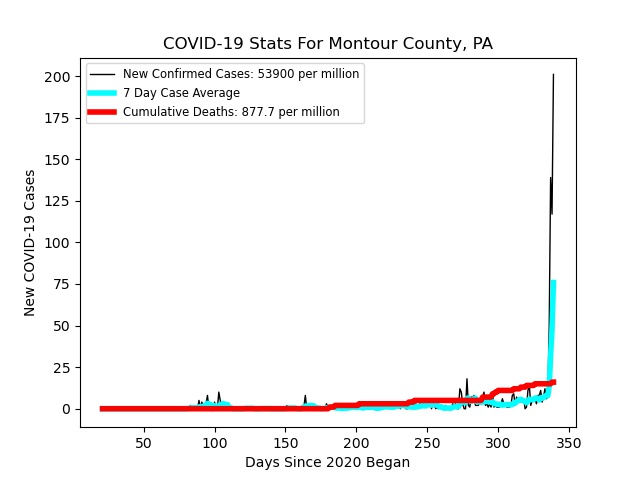 COVID-19 Stats For Montour County, PA
New Confirmed Cases: 53900 per million
7 Day Case Average
Cumulative Deaths: 877.7 per million
New COVID-19 Cases
200
175
150
125
100
75
50
25
0
50 100 150 200 250 300 350
Days Since 2020 Began